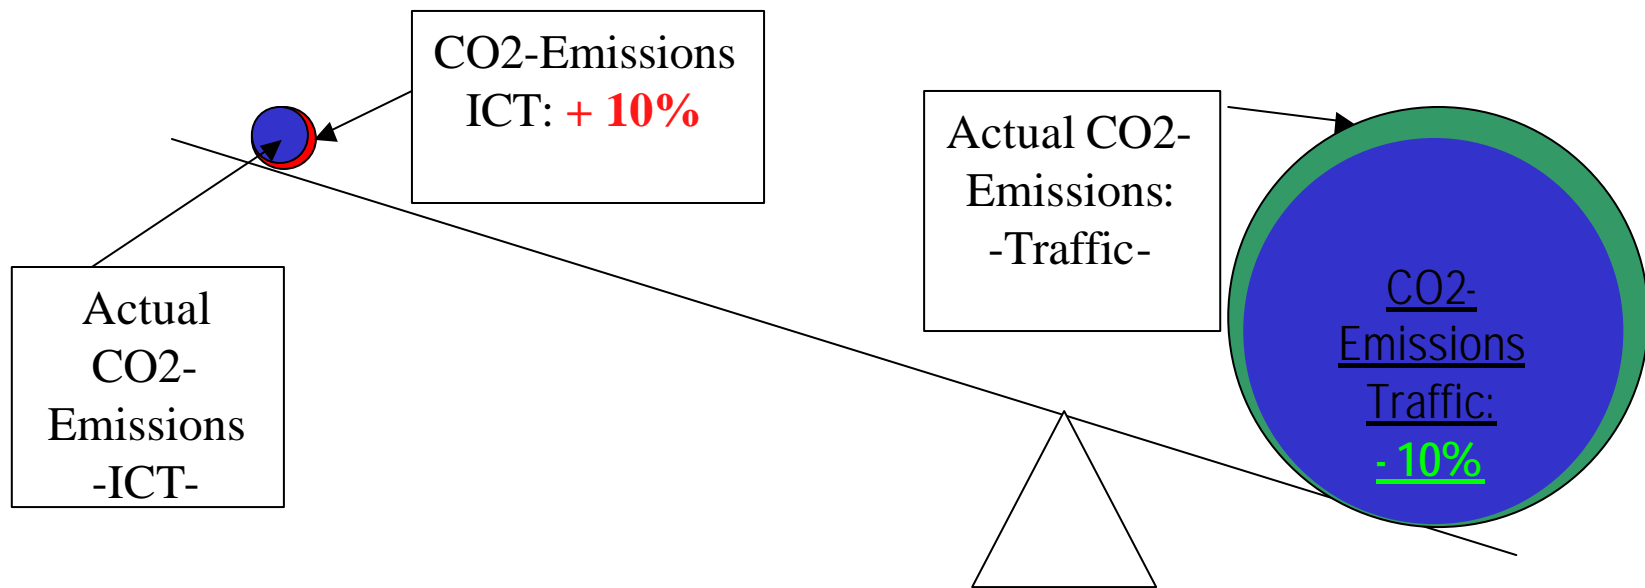 CO2-Emissions
ICT: + 10%
Actual CO2-
Emissions:
-Traffic-
Actual
CO2-
Emissions
-ICT-
CO2-
Emissions
Traffic:
- 10%